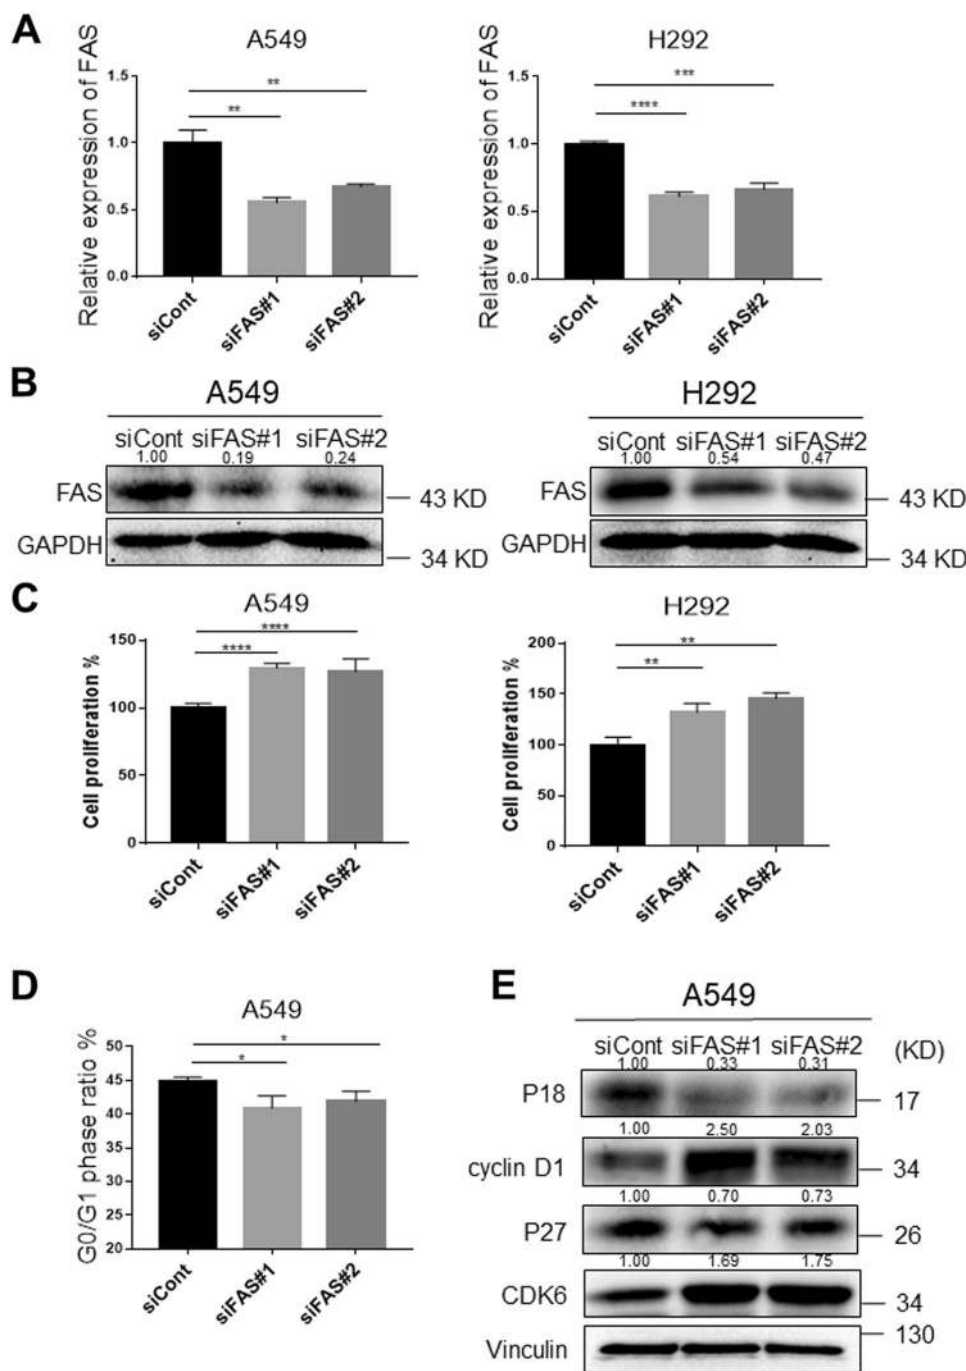 A
A549
H292
Relative expression of FAS
1.5
1.0
0.5
0.0
**
**
siCont
siFAS#1
siFAS#2
Relative expression of FAS
1.5
1.0
0.5
0.0
***
****
siCont
siFAS#1
siFAS#2
B
A549
siCont siFAS#1 siFAS#2
1.00 0.19 0.24
FAS
43 KD
GAPDH
34 KD
H292
siCont siFAS#1 siFAS#2
1.00 0.54 0.47
FAS
43 KD
GAPDH
34 KD
C
A549
Cell proliferation %
150
100
50
0
****
****
siCont
siFAS#1
siFAS#2
H292
Cell proliferation %
200
150
100
50
0
**
**
siCont
siFAS#1
siFAS#2
D
A549
G0/G1 phase ratio %
50
45
40
35
30
25
20
*
*
siCont
siFAS#1
siFAS#2
E
A549
siCont siFAS#1 siFAS#2 (KD)
1.00 0.33 0.31
P18
17
1.00 2.50 2.03
cyclin D1
34
1.00 0.70 0.73
P27
26
1.00 1.69 1.75
CDK6
34
130
Vinculin